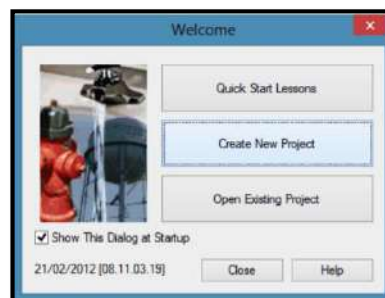 Welcome
Quick Start Lessons
Create New Project
Open Existing Project
Show This Dialog at Startup
21/02/2012 [08.11.03.19]
Close
Help